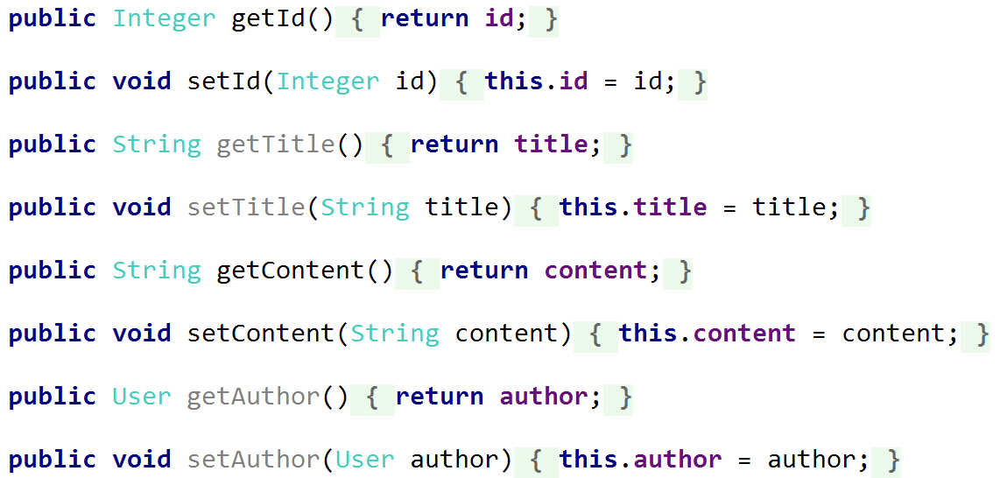 public Integer getId() { return id; }
public void setId(Integer id) { this.id = id; }
public String getTitle() { return title; }
public void setTitle(String title) { this.title = title; }
public String getContent() { return content; }
public void setContent(String content) { this.content = content; }
public User getAuthor() { return author; }
public void setAuthor(User author) { this.author = author; }